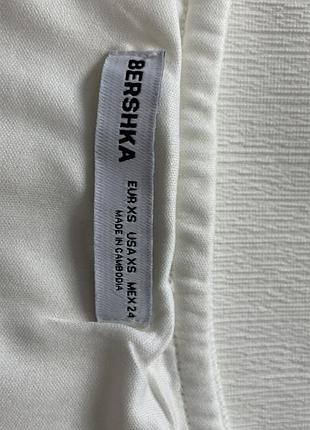 BERSHKA
EUR XS USA XS MEX 24
MADE IN CAMBODIA